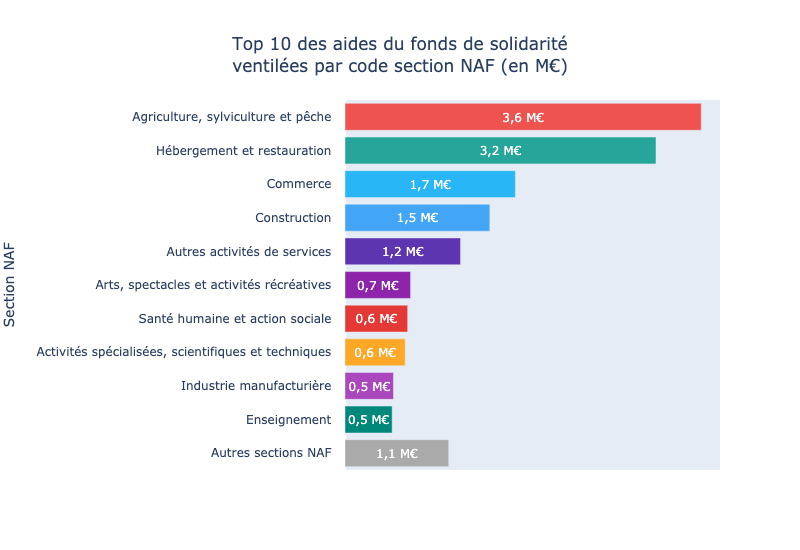 Top 10 des aides du fonds de solidarité
ventilées par code section NAF (en M€)
Section NAF
Agriculture, sylviculture et pêche 3,6 M€
Hébergement et restauration 3,2 M€
Commerce 1,7 M€
Construction 1,5 M€
Autres activités de services 1,2 M€
Arts, spectacles et activités récréatives 0,7 M€
Santé humaine et action sociale 0,6 M€
Activités spécialisées, scientifiques et techniques 0,6 M€
Industrie manufacturière 0,5 M€
Enseignement 0,5 M€
Autres sections NAF 1,1 M€